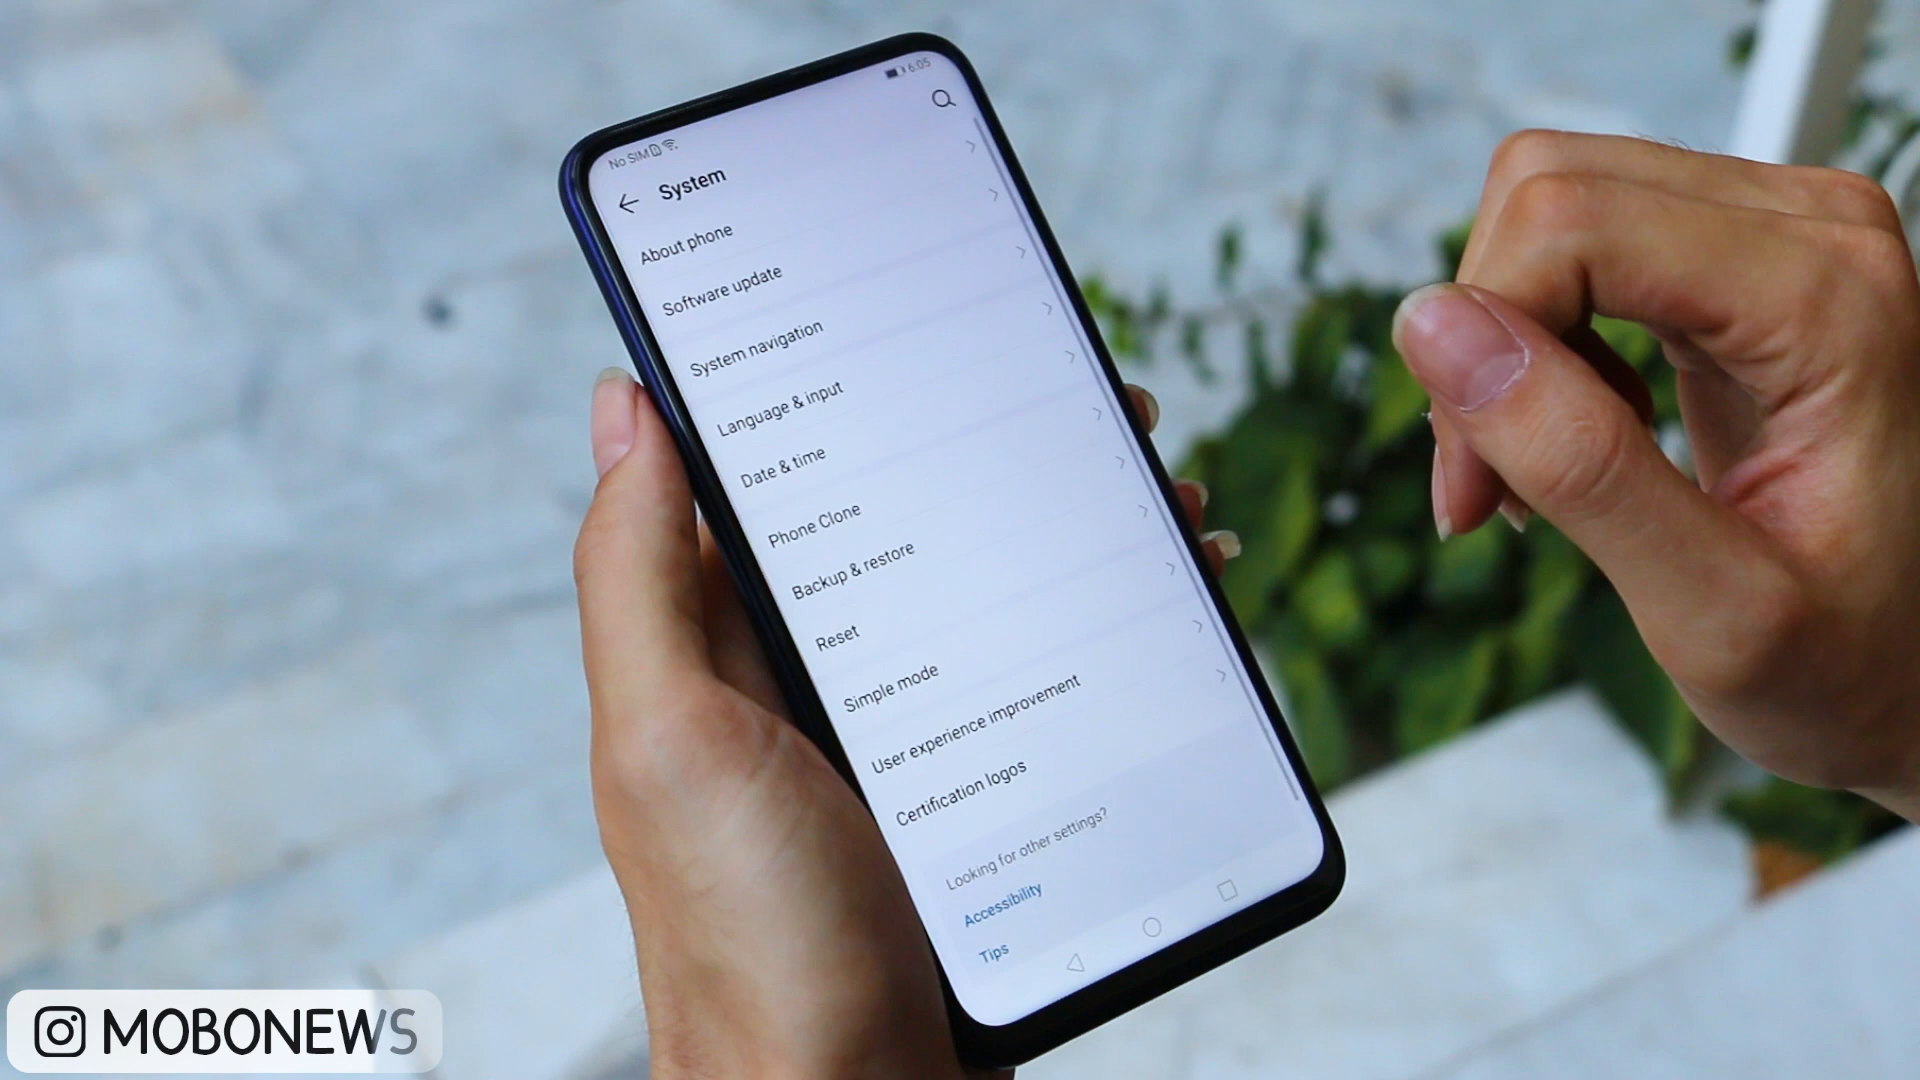 No SIM
6:05
System
About phone
Software update
System navigation
Language & input
Date & time
Phone Clone
Backup & restore
Reset
Simple mode
User experience improvement
Certification logos
Looking for other settings?
Accessibility
Tips
MOBONEWS